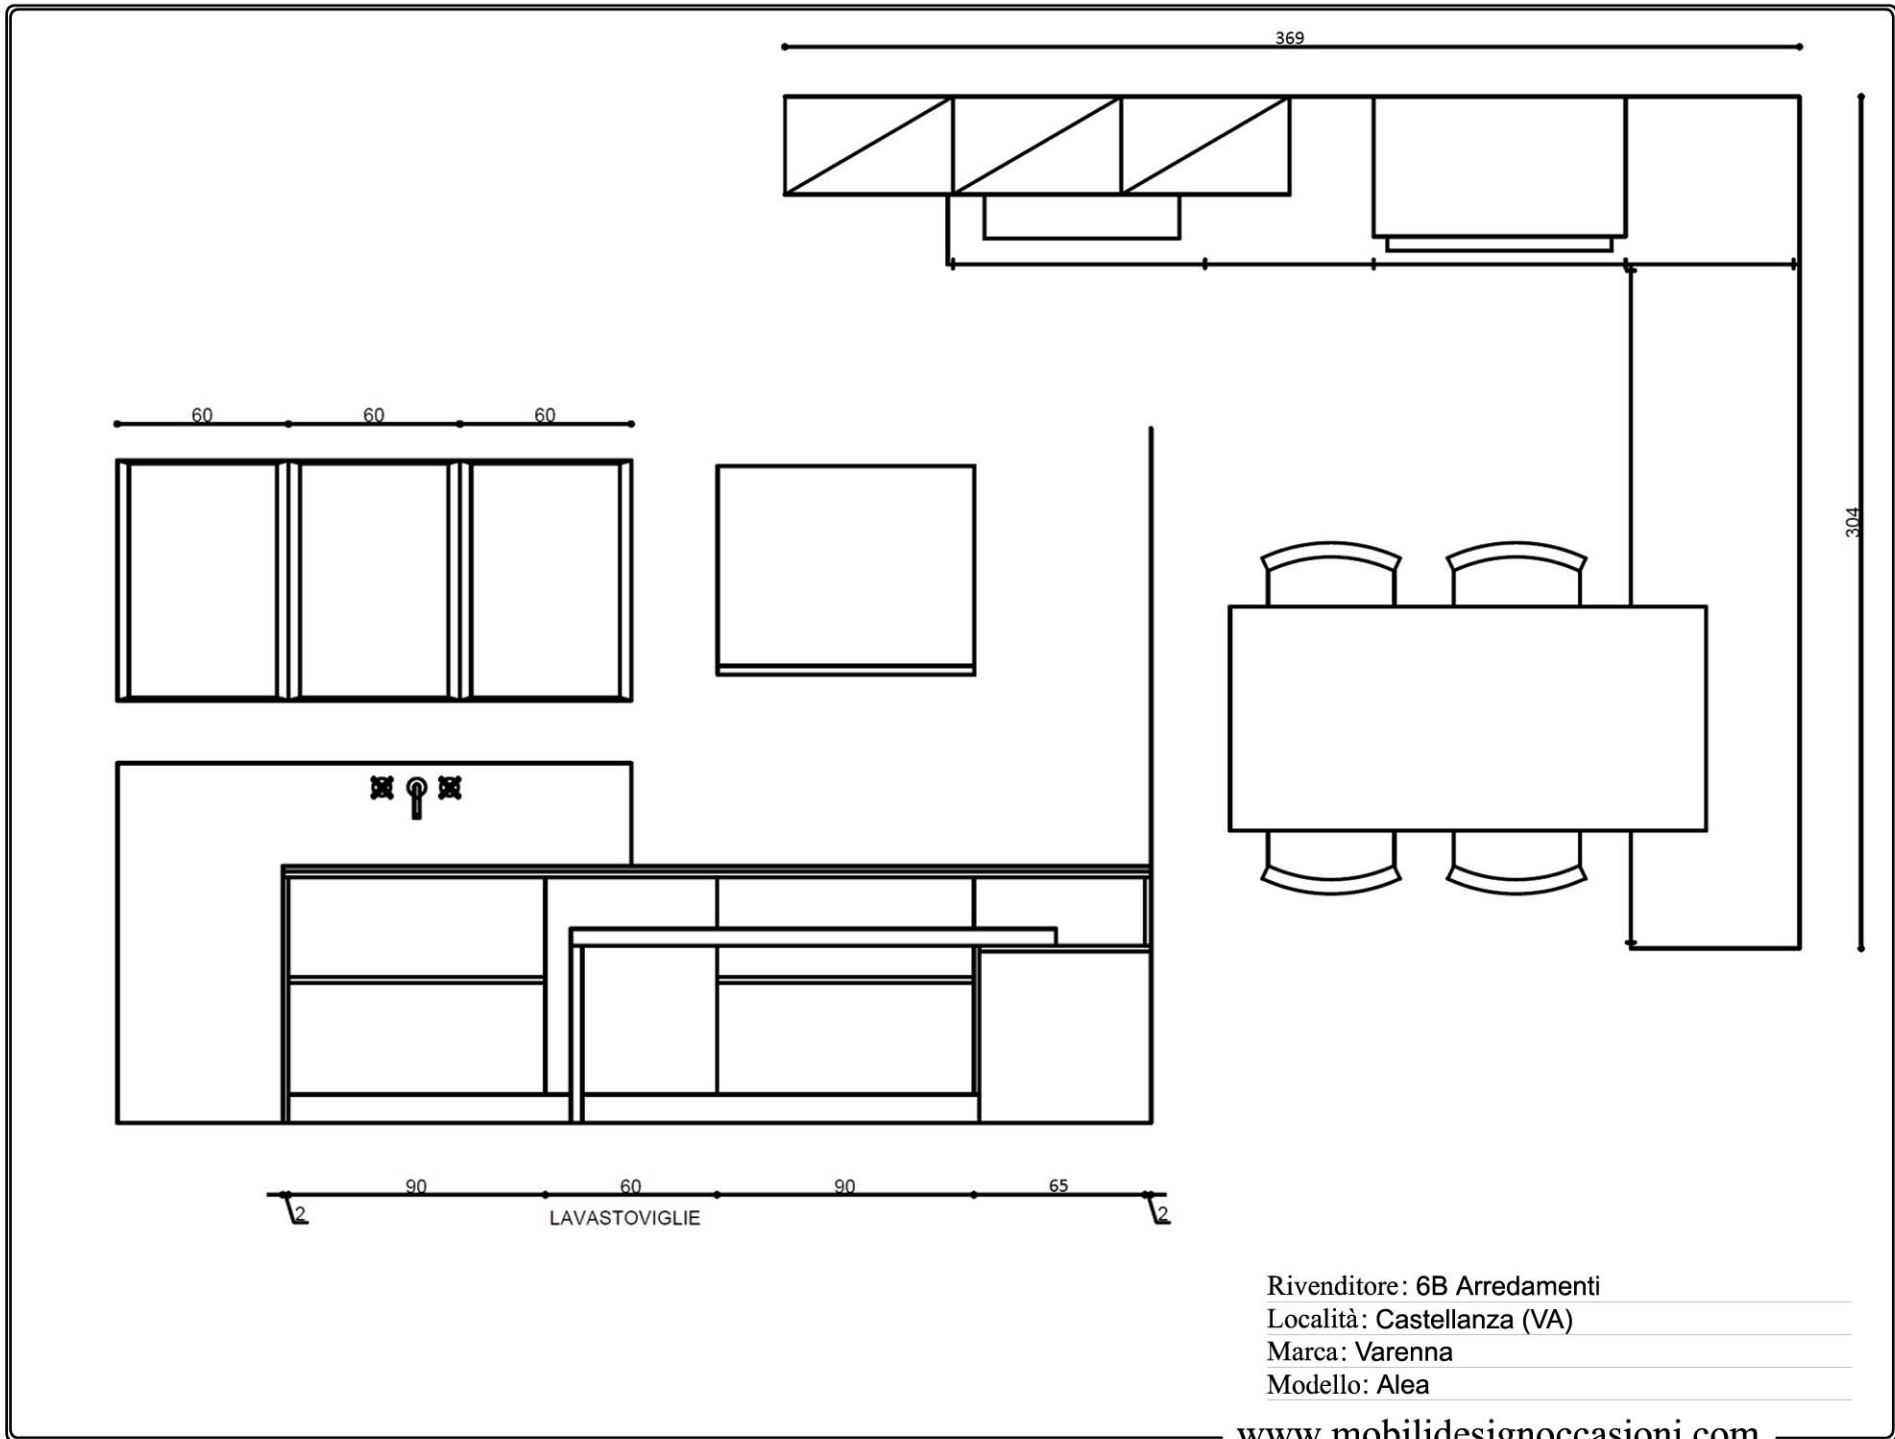 369
304
60 60 60
90 60 90 65
2 LAVASTOVIGLIE 2
Rivenditore: 6B Arredamenti
Località: Castellanza (VA)
Marca: Varenna
Modello: Alea
www.mobilidesignoccasioni.com